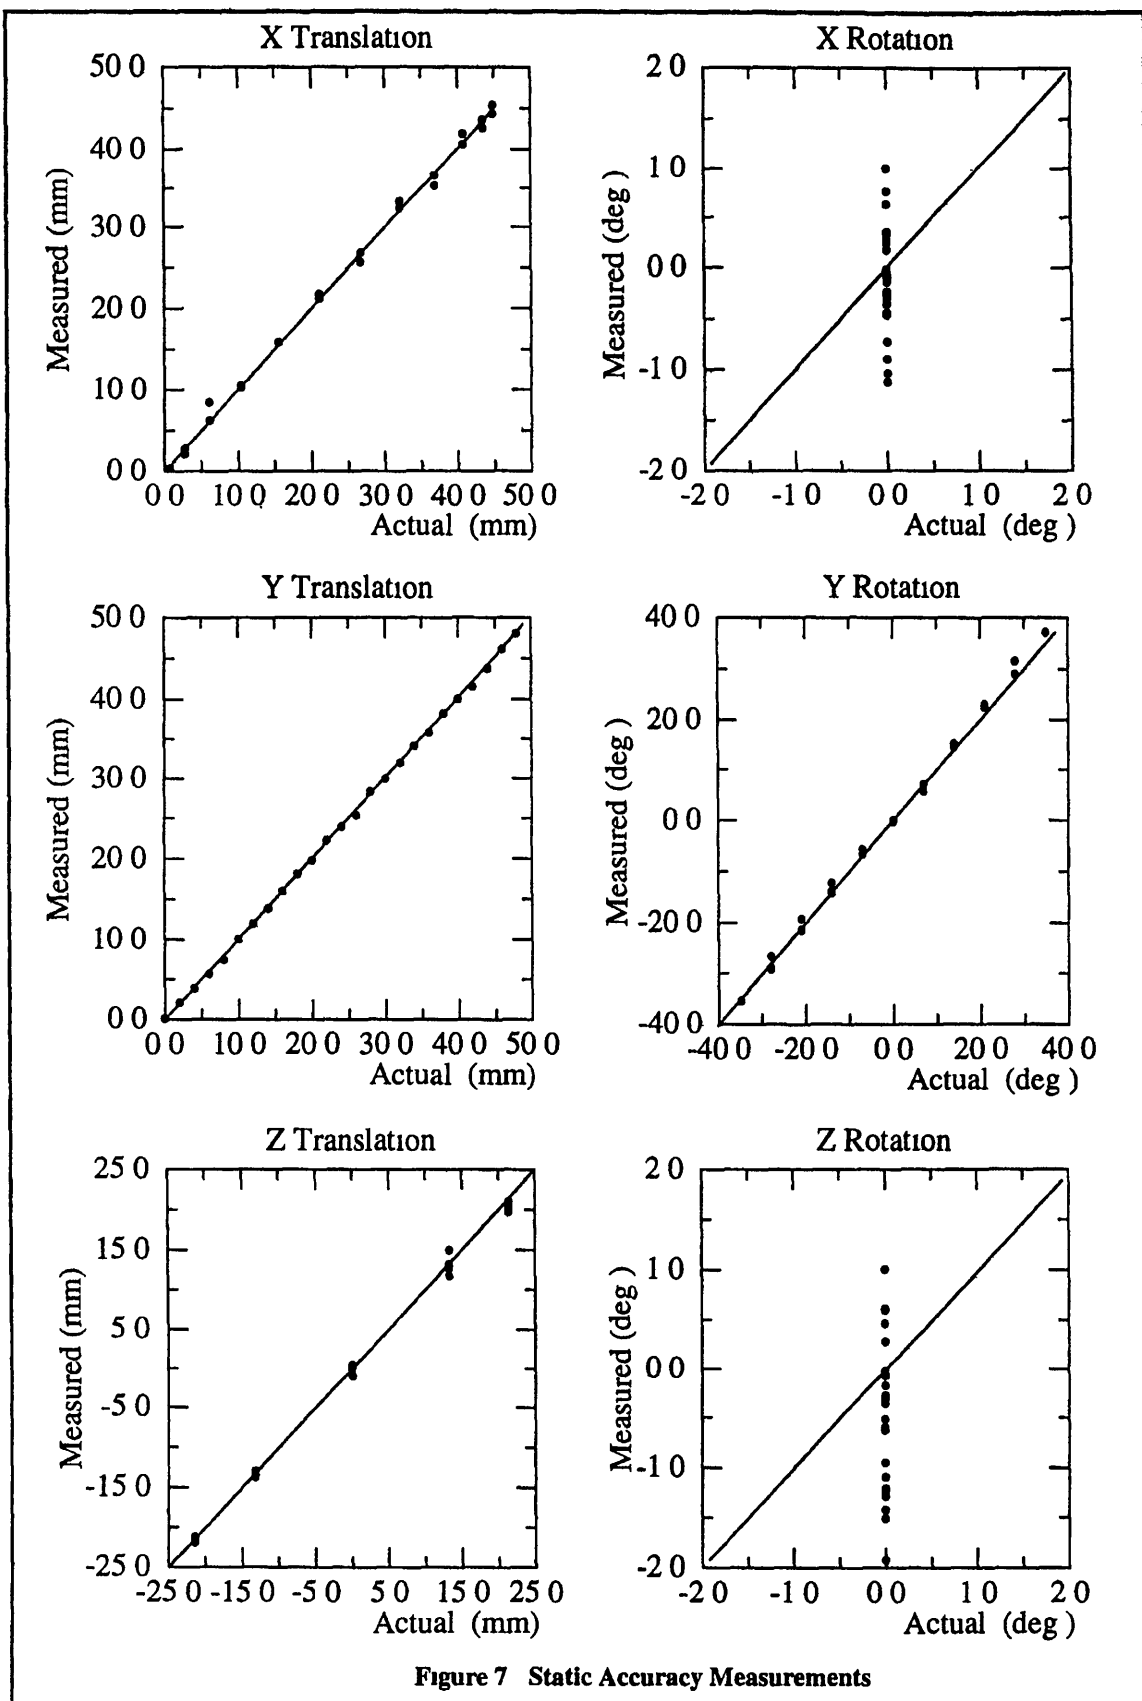 X Translation
50 0
40 0
30 0
20 0
10 0
0 0
Measured (mm)
0 0 10 0 20 0 30 0 40 0 50 0
Actual (mm)
X Rotation
2 0
1 0
0 0
-1 0
-2 0
Measured (deg )
-2 0 -1 0 0 0 1 0 2 0
Actual (deg )
Y Translation
50 0
40 0
30 0
20 0
10 0
0 0
Measured (mm)
0 0 10 0 20 0 30 0 40 0 50 0
Actual (mm)
Y Rotation
40 0
20 0
0 0
-20 0
-40 0
Measured (deg)
-40 0 -20 0 0 0 20 0 40 0
Actual (deg )
Z Translation
25 0
15 0
5 0
-5 0
-15 0
-25 0
Measured (mm)
-25 0 -15 0 -5 0 5 0 15 0 25 0
Actual (mm)
Z Rotation
2 0
1 0
0 0
-1 0
-2 0
Measured (deg )
-2 0 -1 0 0 0 1 0 2 0
Actual (deg )
Figure 7 Static Accuracy Measurements